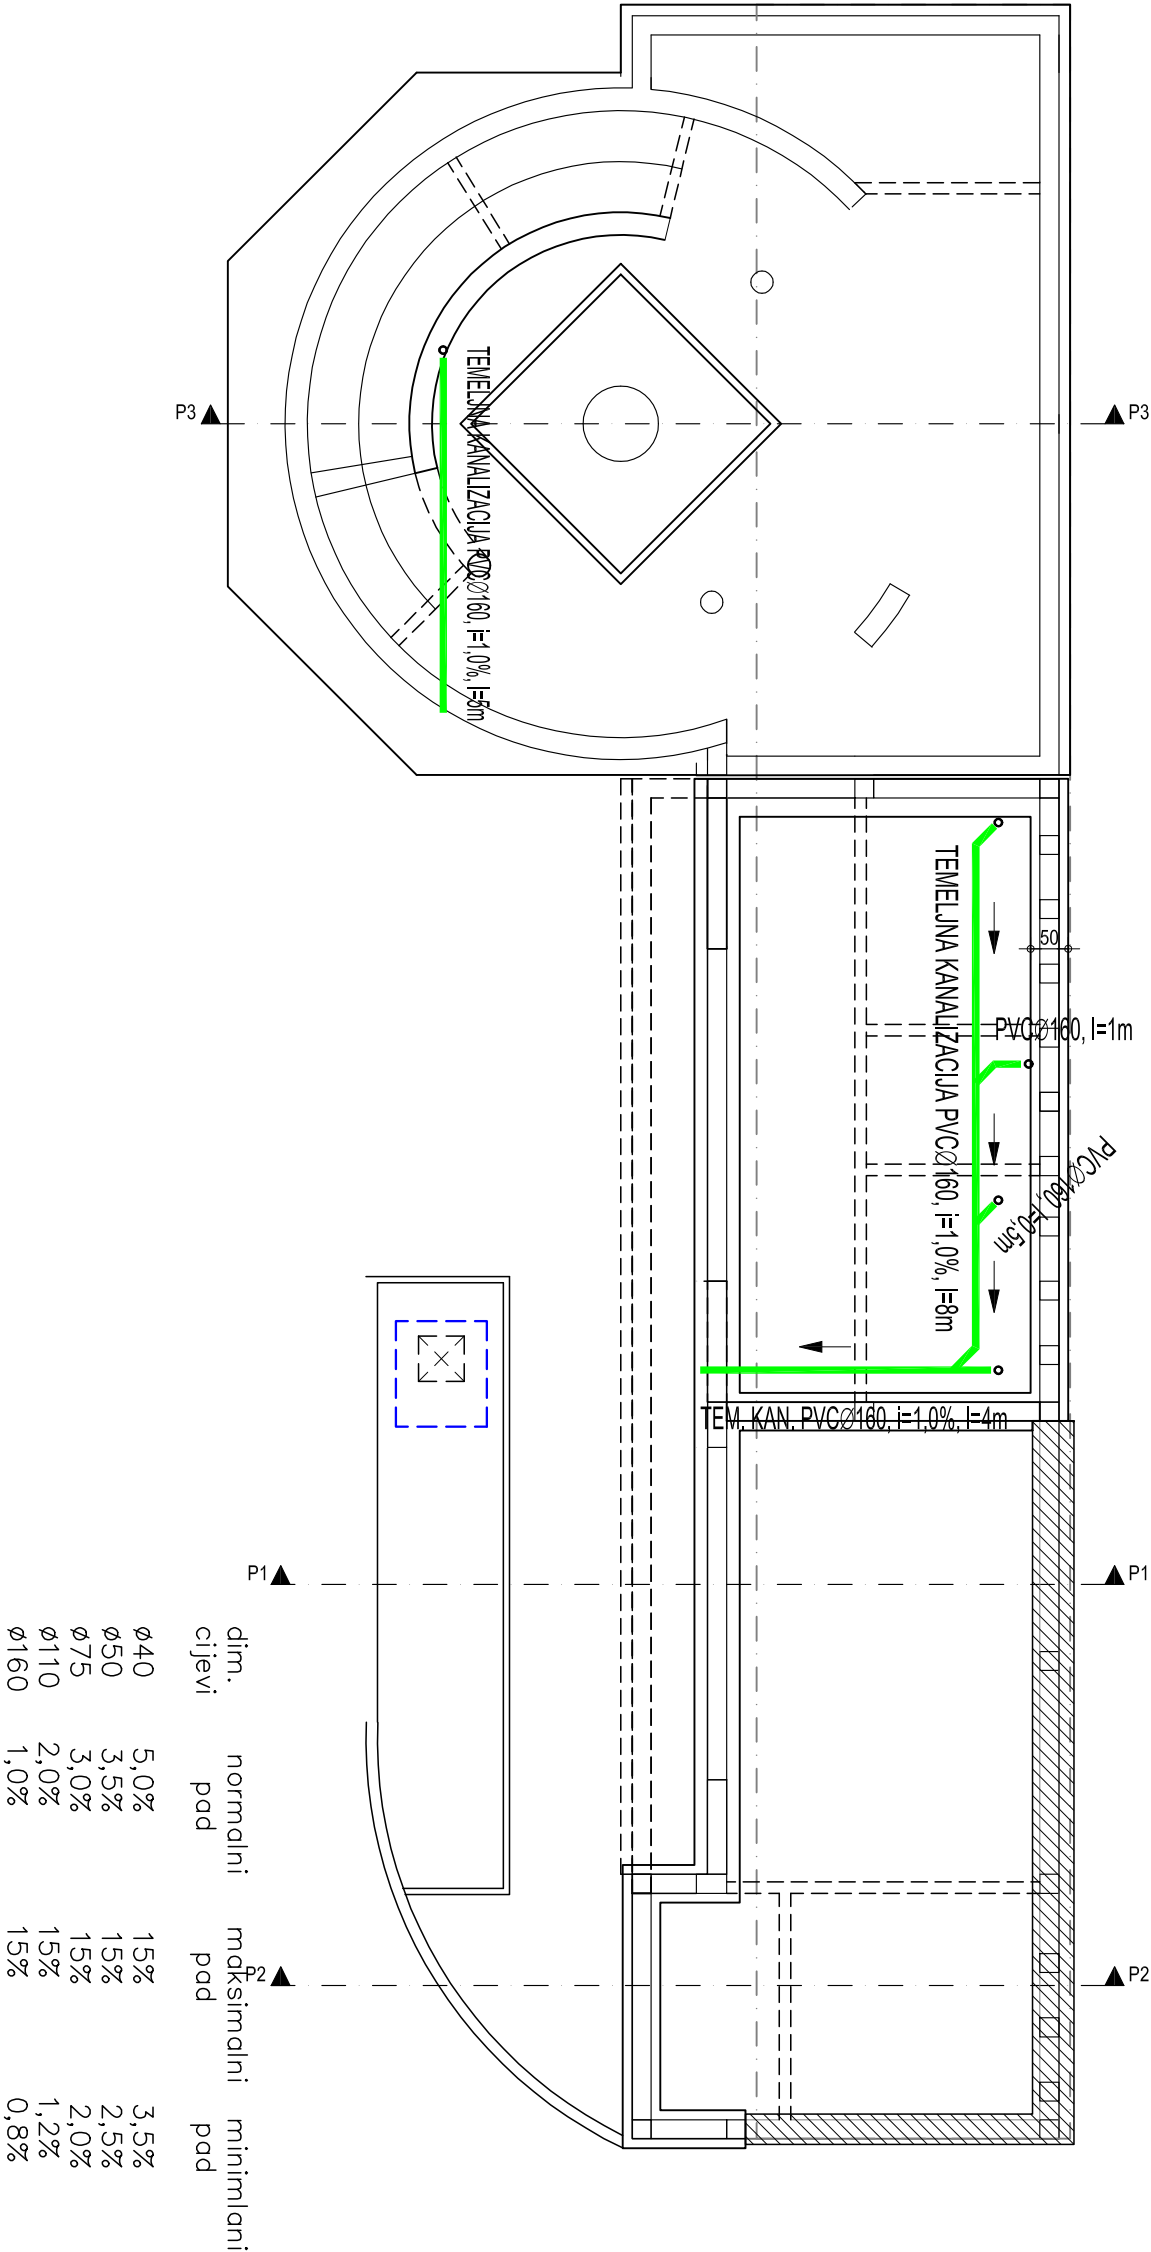 P3
P3
TEMELJNA KANALIZACIJA PVCØ160, i=1,0%, l=5m
TEMELJNA KANALIZACIJA PVCØ160, i=1,0%, l=8m
50
PVCØ160, l=1m
PVCØ160, l=0,5m
TEM. KAN. PVCØ160, i=1,0%, l=4m
P1
P1
P2
P2
dim. normalni maksimalni minimlani
cijevi pad pad pad
ø40 5,0% 15% 3,5%
ø50 3,5% 15% 2,5%
ø75 3,0% 15% 2,0%
ø110 2,0% 15% 1,2%
ø160 1,0% 15% 0,8%